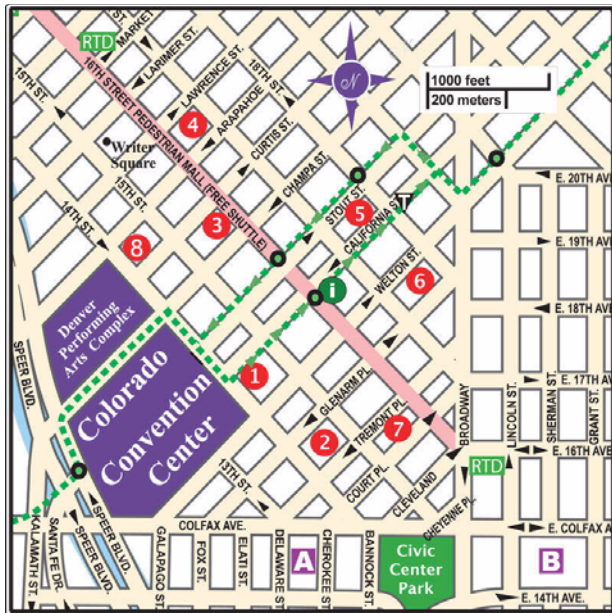 MARKET ST.
RTD
LARIMER ST.
LAWRENCE ST.
18TH ST.
15TH ST.
ARAPAHOE
4
CURTIS ST.
Writer
Square
16TH STREET PEDESTRIAN MALL (FREE SHUTTLE)
N
1000 feet
200 meters
CHAMPA ST.
15TH ST.
14TH ST.
8
3
STOUT ST.
5
CALIFORNIA ST.
T
E. 20TH AVE.
E. 19TH AVE.
i
WELTON ST.
6
E. 18TH AVE.
Denver
Performing
Arts Complex
SPEER BLVD.
Colorado
Convention
Center
1
GLENARM PL.
2
TREMONT PL.
7
COURT PL.
CLEVELAND
CHEYENNE PL.
BROADWAY
LINCOLN ST.
SHERMAN ST.
GRANT ST.
E. 17TH AVE.
E. 16TH AVE.
RTD
13TH ST.
COLFAX AVE.
E. COLFAX AVE.
KALAMATH ST.
SANTA FE DR.
SPEER BLVD.
SPEER BLVD.
GALAPAGO ST.
FOX ST.
ELATI ST.
DELAWARE ST.
A
CHEROKEE ST.
BANNOCK ST.
Civic
Center
Park
B
E. 14TH AVE.